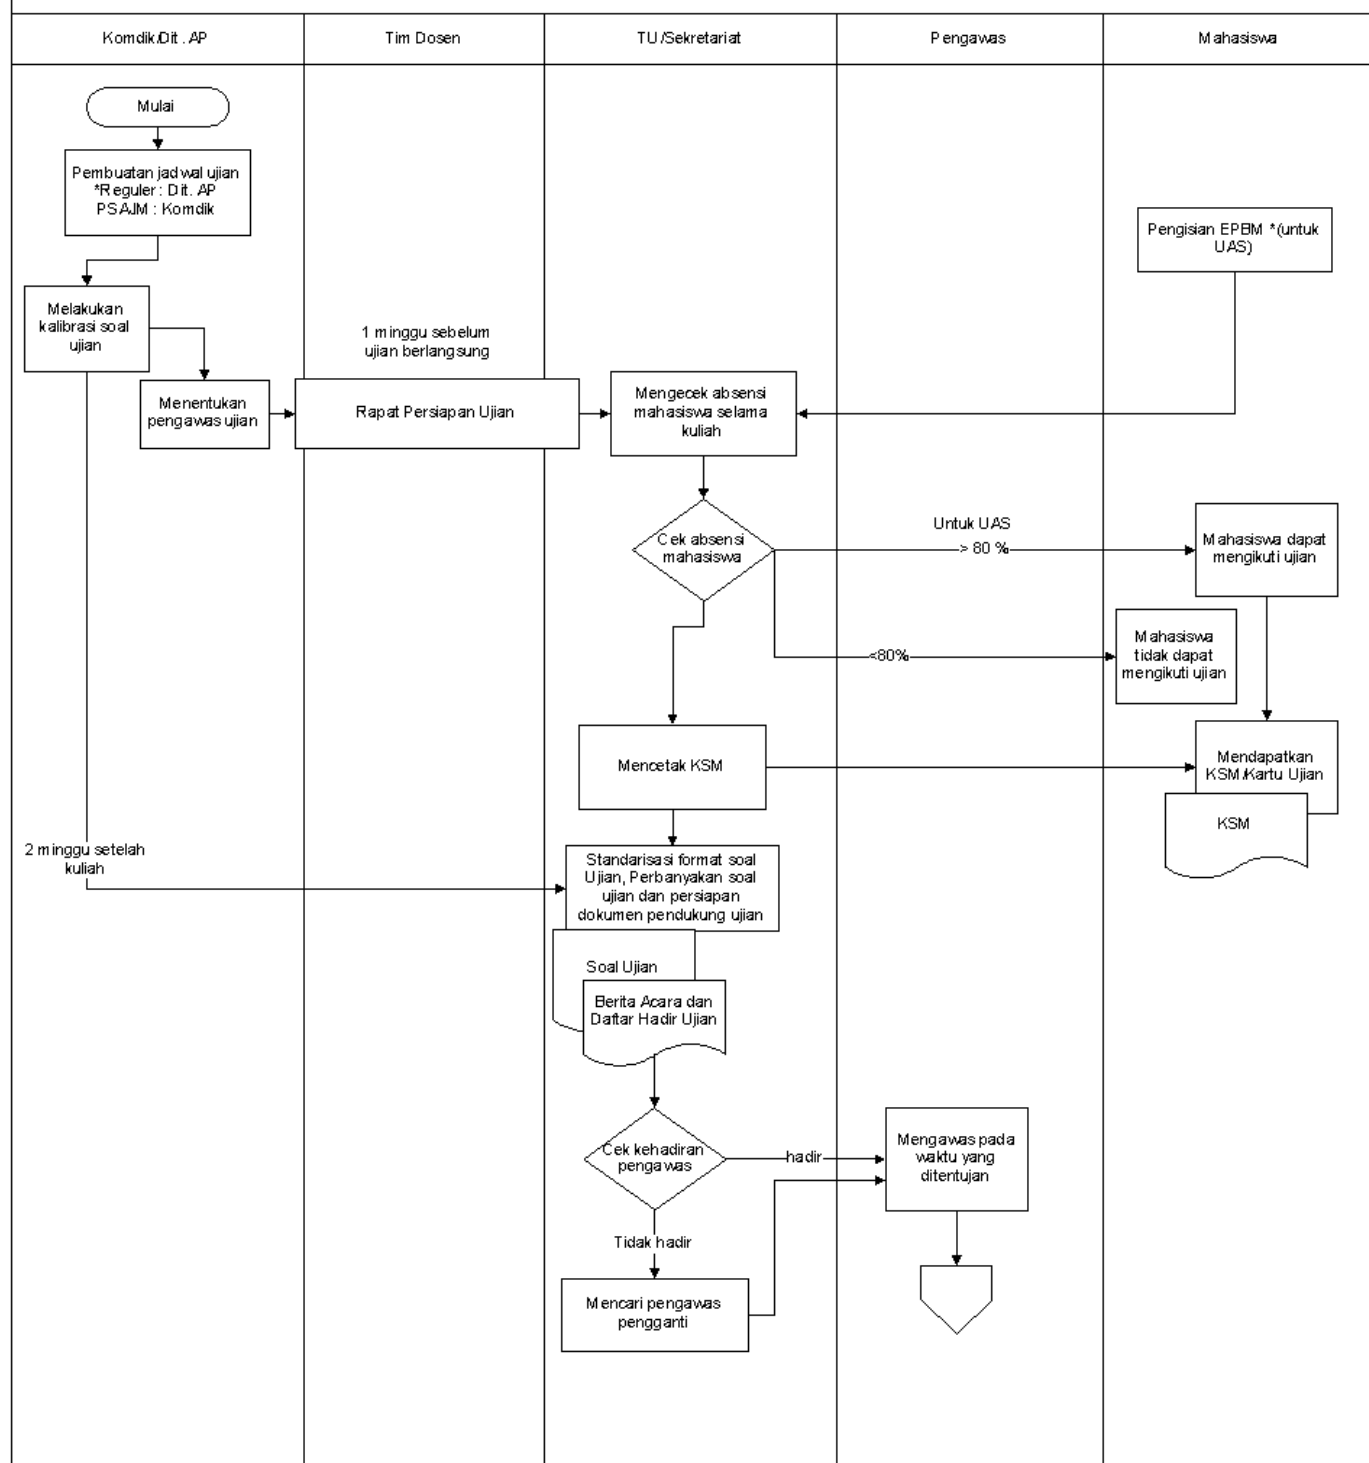 Komdik/Dit. AP
Tim Dosen
TU/Sekretariat
Pengawas
Mahasiswa
Mulai
Pembuatan jadwal ujian
*Reguler : Dit. AP
PSAJM : Komdik
Pengisian EPBM *(untuk
UAS)
Melakukan
kalibrasi soal
ujian
1 minggu sebelum
ujian berlangsung
Menentukan
pengawas ujian
Rapat Persiapan Ujian
Mengecek absensi
mahasiswa selama
kuliah
Cek absensi
mahasiswa
Untuk UAS
> 80 %
Mahasiswa dapat
mengikuti ujian
<80%
Mahasiswa
tidak dapat
mengikuti ujian
Mencetak KSM
Mendapatkan
KSM/Kartu Ujian
KSM
2 minggu setelah
kuliah
Standarisasi format soal
Ujian, Perbanyakan soal
ujian dan persiapan
dokumen pendukung ujian
Soal Ujian
Berita Acara dan
Daftar Hadir Ujian
Cek kehadiran
pengawas
hadir
Mengawas pada
waktu yang
ditentujan
Tidak hadir
Mencari pengawas
pengganti